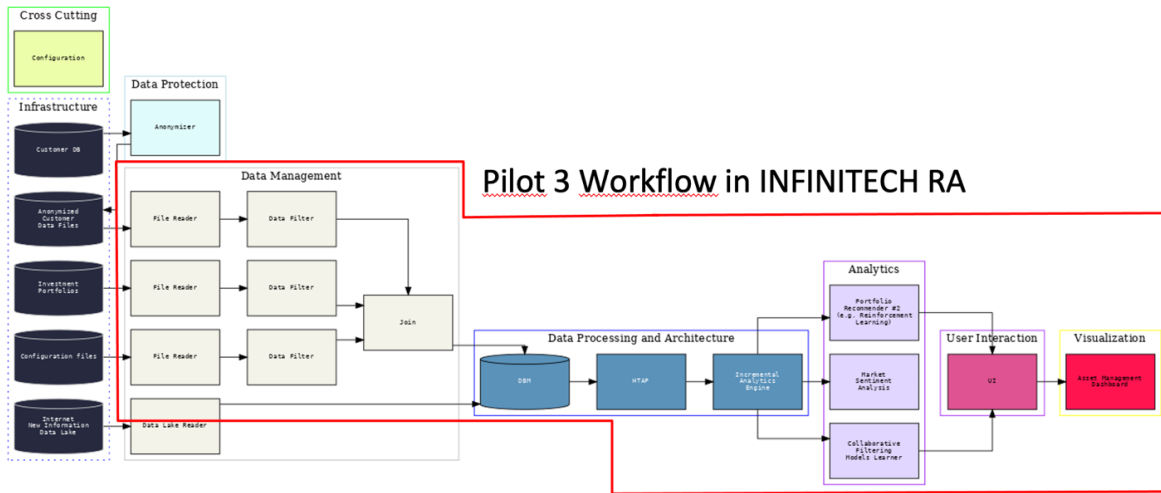 Cross Cutting
Configuration
Infrastructure
Customer DB
Anonymized
Customer
Data Files
Investment
Portfolios
Configuration files
Internet
New Information
Data Lake
Data Protection
Anonymizer
Pilot 3 Workflow in INFINITECH RA
Data Management
File Reader
Data Filter
File Reader
Data Filter
File Reader
Data Filter
Join
Data Lake Reader
Data Processing and Architecture
DBM
HTAP
Incremental
Analytics
Engine
Analytics
Portfolio
Recommender #2
(e.g. Reinforcement
Learning)
Market
Sentiment
Analysis
Collaborative
Filtering
Models Learner
User Interaction
UI
Visualization
Asset Management
Dashboard